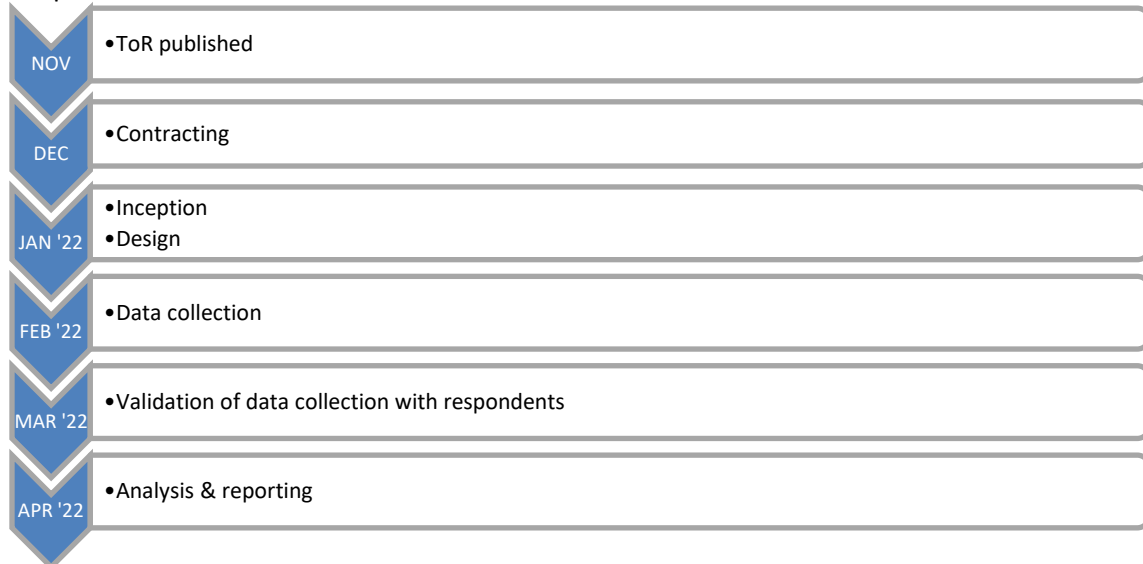 NOV
•ToR published
DEC
•Contracting
JAN '22
•Inception
•Design
FEB '22
•Data collection
MAR '22
•Validation of data collection with respondents
APR '22
•Analysis & reporting